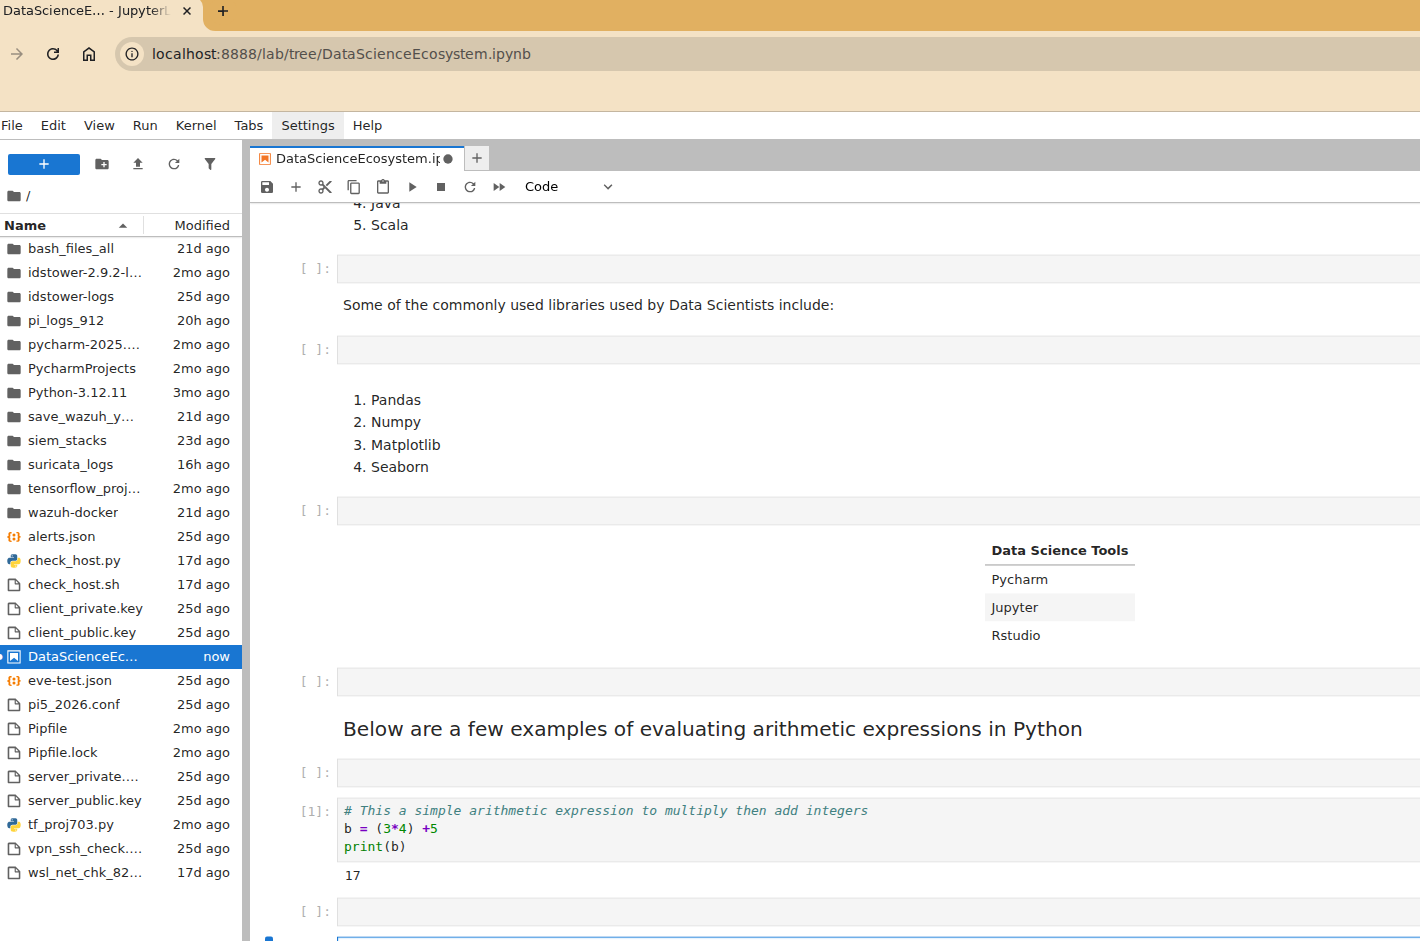 DataScienceE... - JupyterL
localhost:8888/lab/tree/DataScienceEcosystem.ipynb
File Edit View Run Kernel Tabs Settings Help
/
Name Modified
bash_files_all 21d ago
idstower-2.9.2-l... 2mo ago
idstower-logs 25d ago
pi_logs_912 20h ago
pycharm-2025.... 2mo ago
PycharmProjects 2mo ago
Python-3.12.11 3mo ago
save_wazuh_y... 21d ago
siem_stacks 23d ago
suricata_logs 16h ago
tensorflow_proj... 2mo ago
wazuh-docker 21d ago
alerts.json 25d ago
check_host.py 17d ago
check_host.sh 17d ago
client_private.key 25d ago
client_public.key 25d ago
DataScienceEc... now
eve-test.json 25d ago
pi5_2026.conf 25d ago
Pipfile 2mo ago
Pipfile.lock 2mo ago
server_private.... 25d ago
server_public.key 25d ago
tf_proj703.py 2mo ago
vpn_ssh_check.... 25d ago
wsl_net_chk_82... 17d ago
DataScienceEcosystem.ip
Code
4. Java
5. Scala
[ ]:
Some of the commonly used libraries used by Data Scientists include:
[ ]:
1. Pandas
2. Numpy
3. Matplotlib
4. Seaborn
[ ]:
Data Science Tools
Pycharm
Jupyter
Rstudio
[ ]:
Below are a few examples of evaluating arithmetic expressions in Python
[ ]:
[1]: # This a simple arithmetic expression to multiply then add integers
b = (3*4) +5
print(b)
17
[ ]: